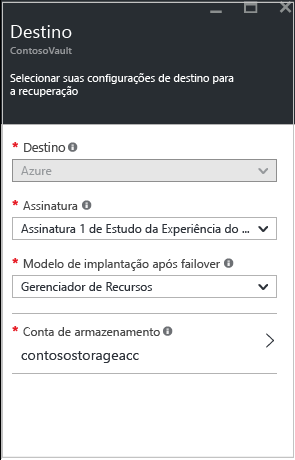 Destino
ContosoVault
Selecionar suas configurações de destino para
a recuperação
* Destino
Azure
* Assinatura
Assinatura 1 de Estudo da Experiência do ...
* Modelo de implantação após failover
Gerenciador de Recursos
* Conta de armazenamento
contosostorageacc